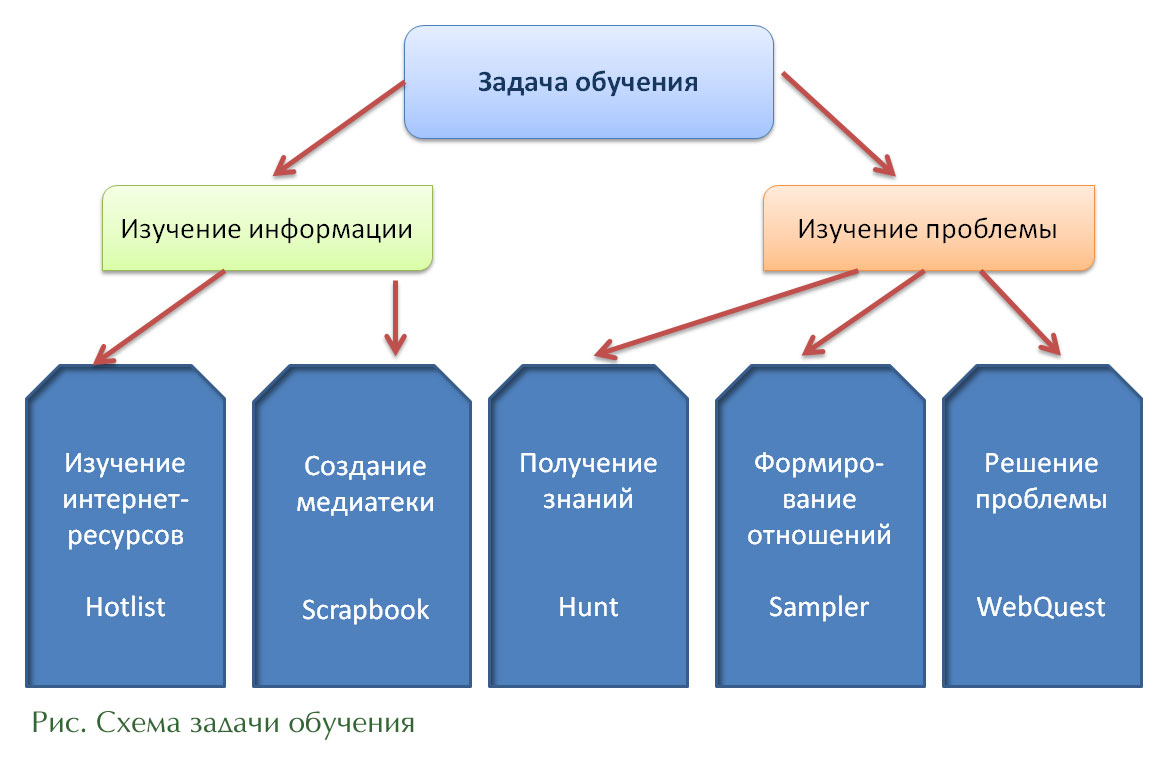 Задача обучения
Изучение информации
Изучение проблемы
Изучение
интернет-
ресурсов
Hotlist
Создание
медиатеки
Scrapbook
Получение
знаний
Hunt
Формиро-
вание
отношений
Sampler
Решение
проблемы
WebQuest
Рис. Схема задачи обучения